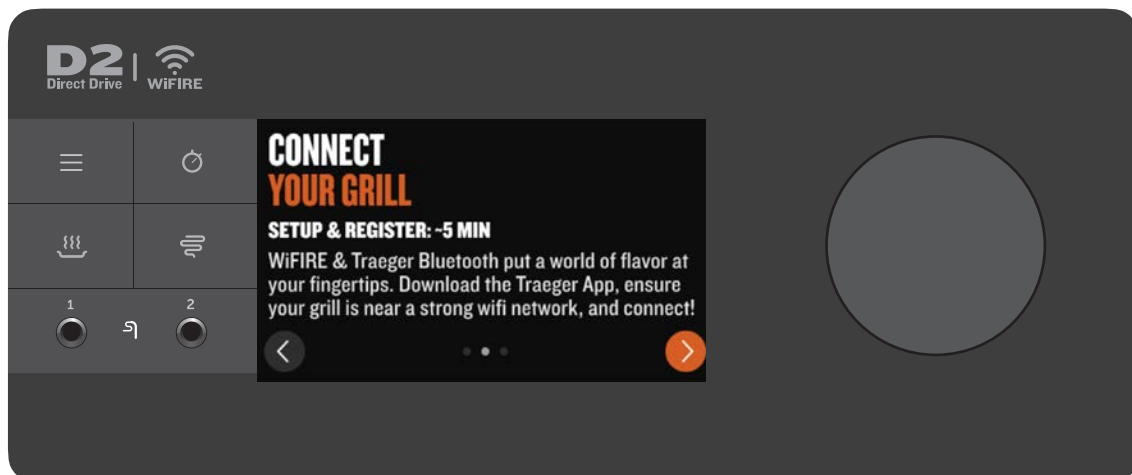 D2
Direct Drive
WiFIRE
1
2
CONNECT
YOUR GRILL
SETUP & REGISTER: ~5 MIN
WiFIRE & Traeger Bluetooth put a world of flavor at
your fingertips. Download the Traeger App, ensure
your grill is near a strong wifi network, and connect!